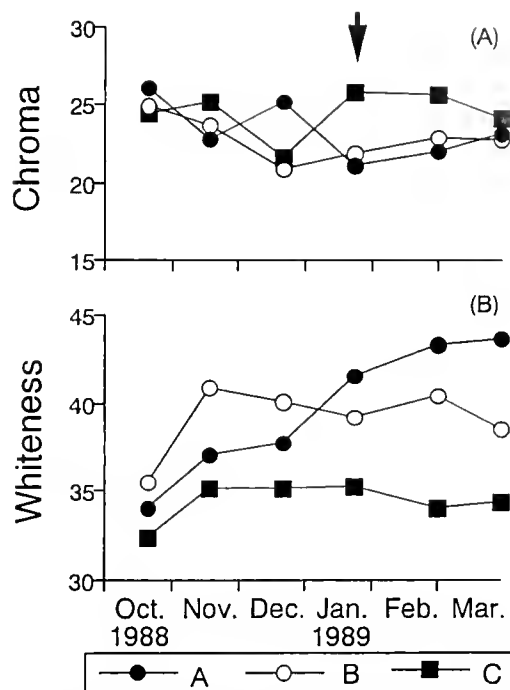 (A)
30
25
20
15
Chroma
(B)
45
40
35
30
Whiteness
Oct. Nov. Dec. Jan. Feb. Mar.
1988 1989
A B C